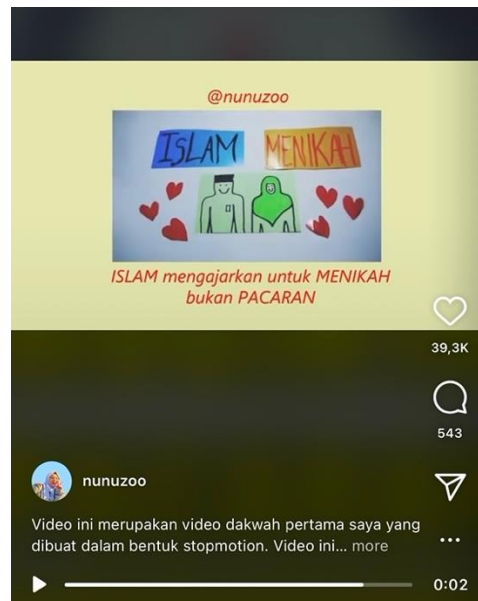 @nunuzoo
ISLAM MENIKAH
ISLAM mengajarkan untuk MENIKAH
bukan PACARAN
39,3K
543
nunuzoo
Video ini merupakan video dakwah pertama saya yang
dibuat dalam bentuk stopmotion. Video ini... more
0:02